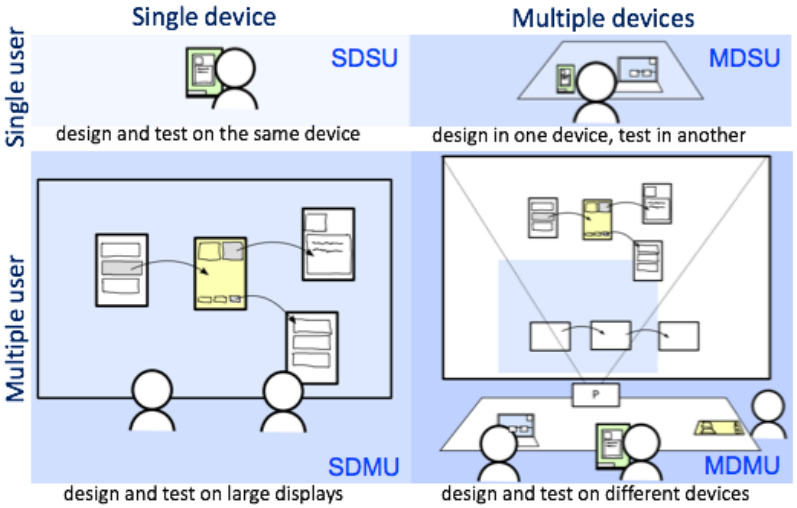 Single device
Multiple devices
Single user
SDSU
MDSU
design and test on the same device
design in one device, test in another
Multiple user
P
SDMU
MDMU
design and test on large displays
design and test on different devices